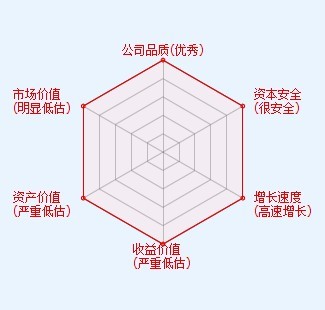 公司品质(优秀)
市场价值
(明显低估)
资本安全
(很安全)
资产价值
(严重低估)
增长速度
(高速增长)
收益价值
(严重低估)